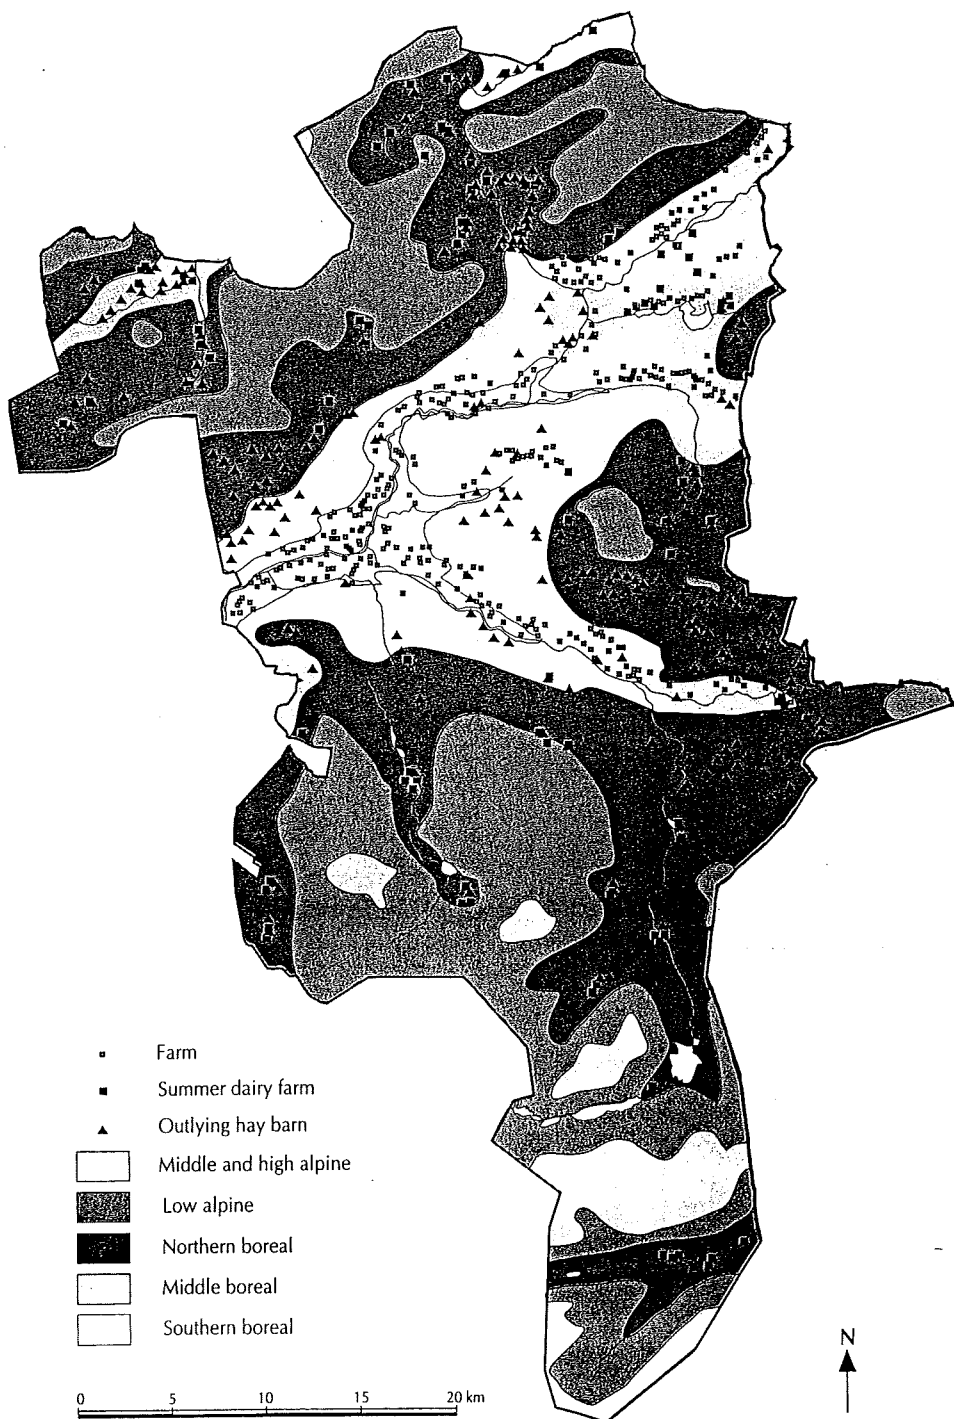 Farm
Summer dairy farm
Outlying hay barn
Middle and high alpine
Low alpine
Northern boreal
Middle boreal
Southern boreal
0 5 10 15 20 km
N